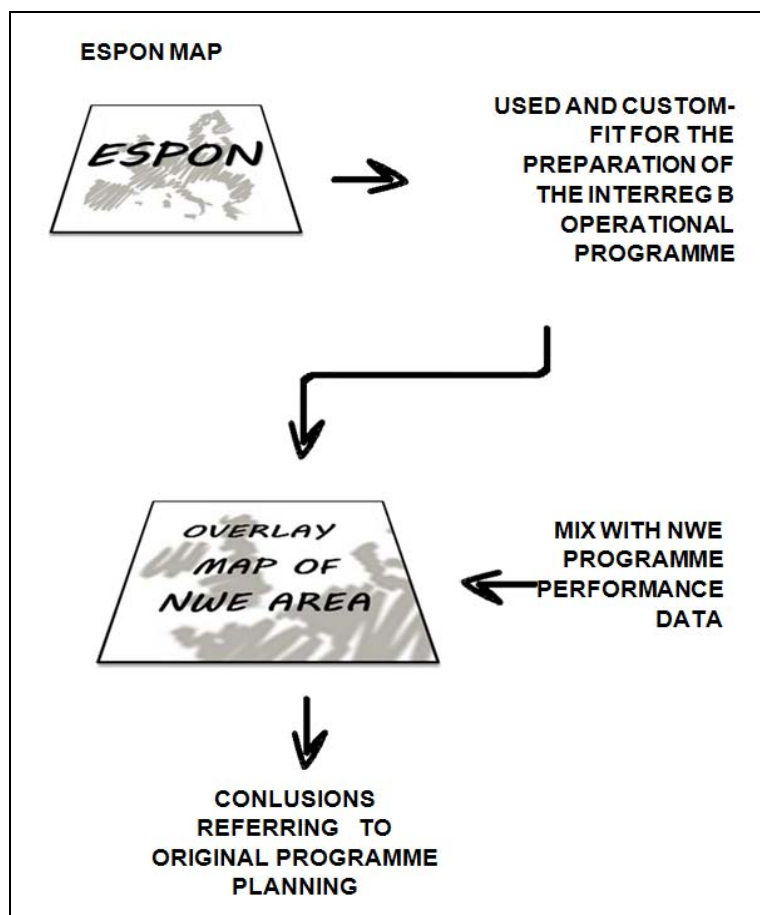 ESPON MAP
ESPON
USED AND CUSTOM-
FIT FOR THE
PREPARATION OF
THE INTERREG B
OPERATIONAL
PROGRAMME
OVERLAY
MAP OF
NWE AREA
MIX WITH NWE
PROGRAMME
PERFORMANCE
DATA
CONLUSIONS
REFERRING TO
ORIGINAL PROGRAMME
PLANNING